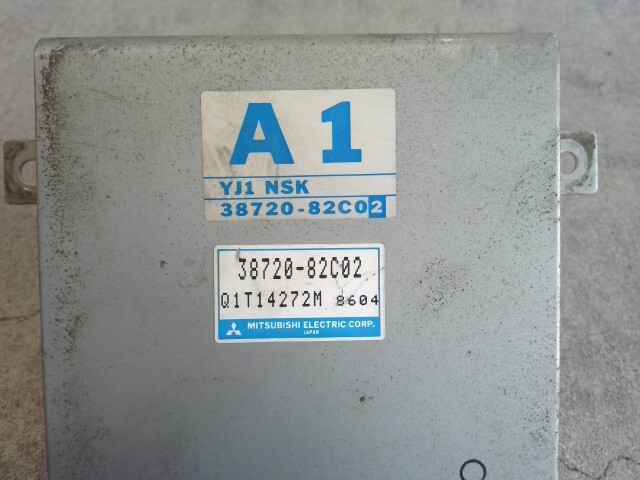 A 1
YJ1 NSK
38720-82C02
38720-82C02
Q1T14272M 8604
MITSUBISHI ELECTRIC CORP.
JAPAN